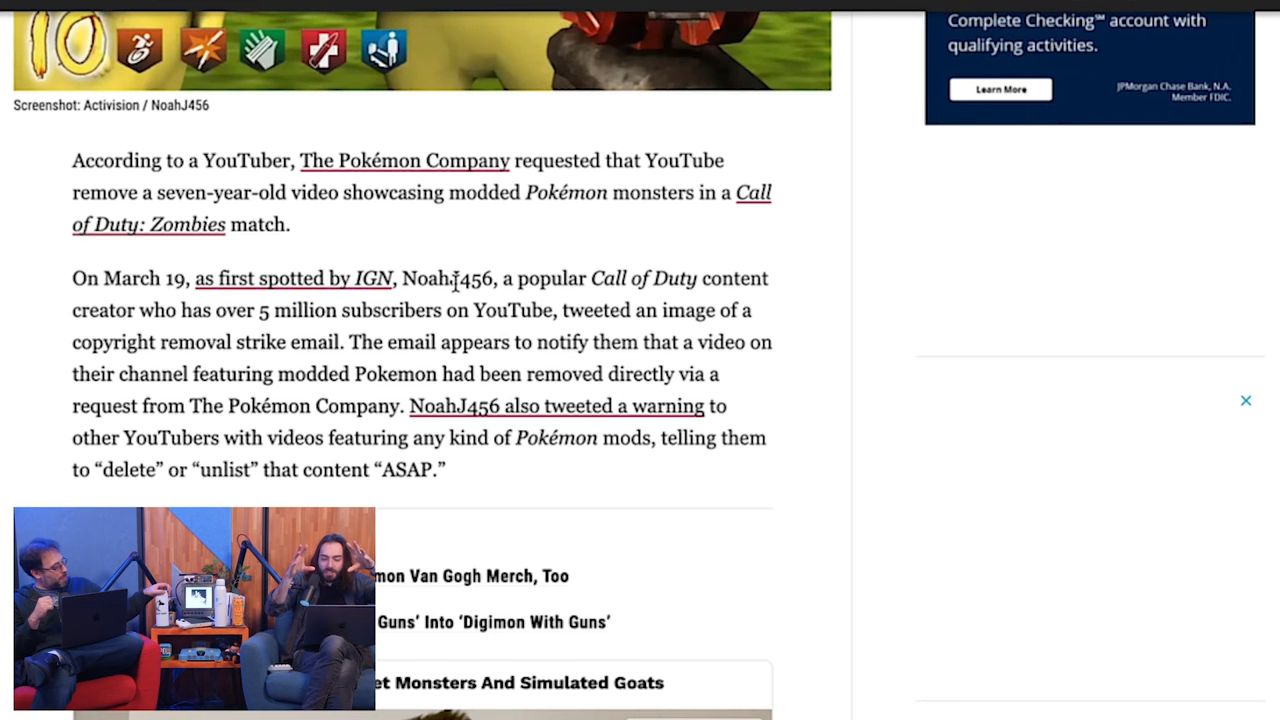 10
Complete Checking℠ account with
qualifying activities.
Learn More
JPMorgan Chase Bank, N.A.
Member FDIC.
Screenshot: Activision / NoahJ456
According to a YouTuber, The Pokémon Company requested that YouTube
remove a seven-year-old video showcasing modded Pokémon monsters in a Call
of Duty: Zombies match.
On March 19, as first spotted by IGN, NoahJ456, a popular Call of Duty content
creator who has over 5 million subscribers on YouTube, tweeted an image of a
copyright removal strike email. The email appears to notify them that a video on
their channel featuring modded Pokemon had been removed directly via a
request from The Pokémon Company. NoahJ456 also tweeted a warning to
other YouTubers with videos featuring any kind of Pokémon mods, telling them
to “delete” or “unlist” that content “ASAP.”
mon Van Gogh Merch, Too
Guns’ Into ‘Digimon With Guns’
et Monsters And Simulated Goats